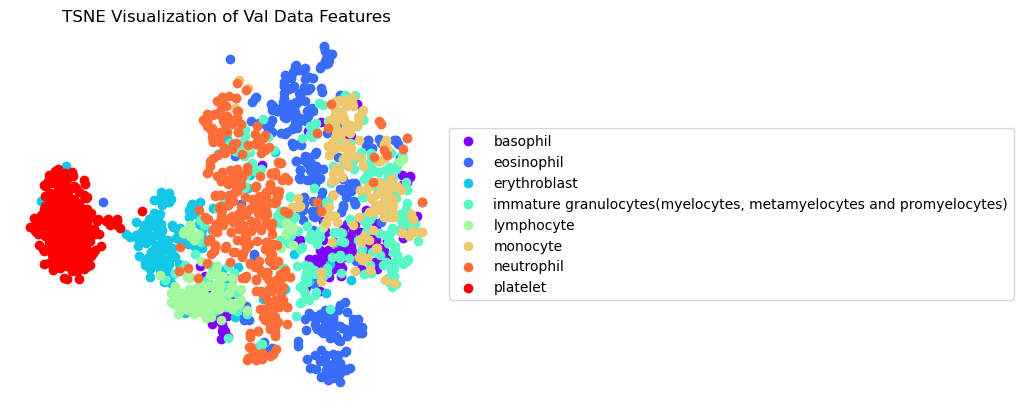 TSNE Visualization of Val Data Features
basophil
eosinophil
erythroblast
immature granulocytes(myelocytes, metamyelocytes and promyelocytes)
lymphocyte
monocyte
neutrophil
platelet